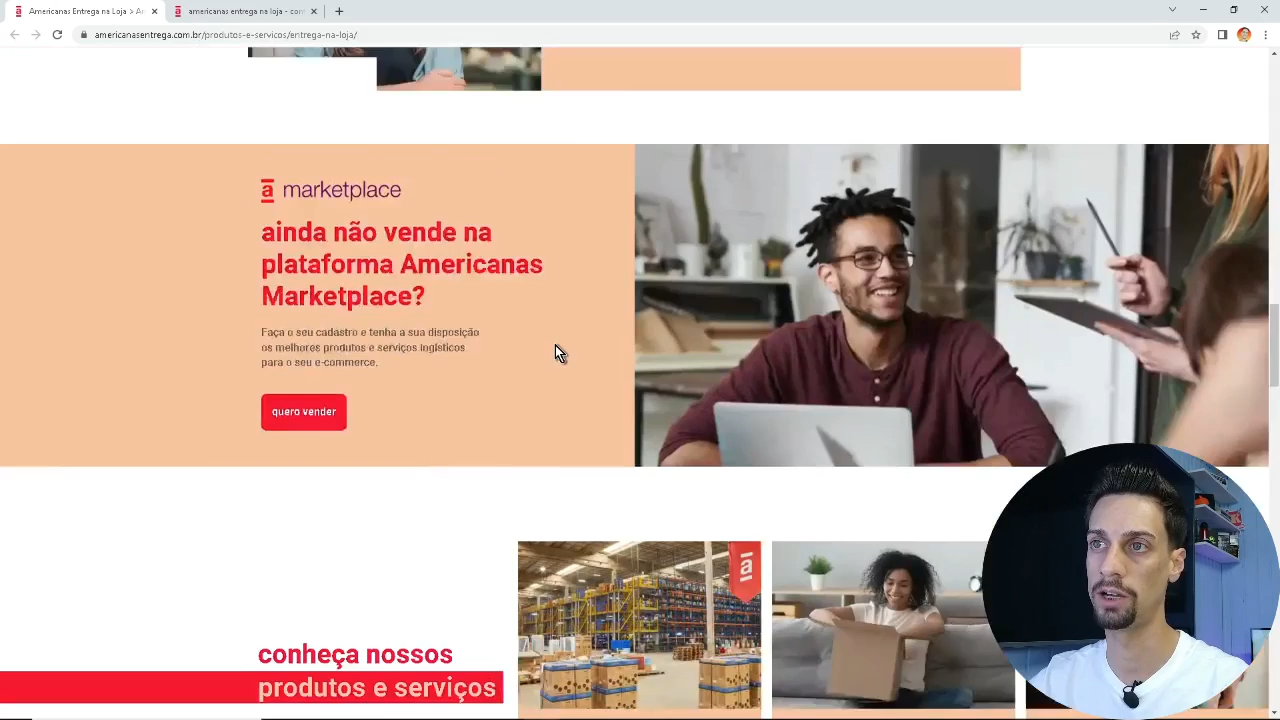 Americanas Entrega na Loja > Am
americanas entrega na loja - con
americanasentrega.com.br/produtos-e-servicos/entrega-na-loja/
a marketplace
ainda não vende na
plataforma Americanas
Marketplace?
Faça o seu cadastro e tenha a sua disposição
os melhores produtos e serviços logísticos
para o seu e-commerce.
quero vender
a
conheça nossos
produtos e serviços